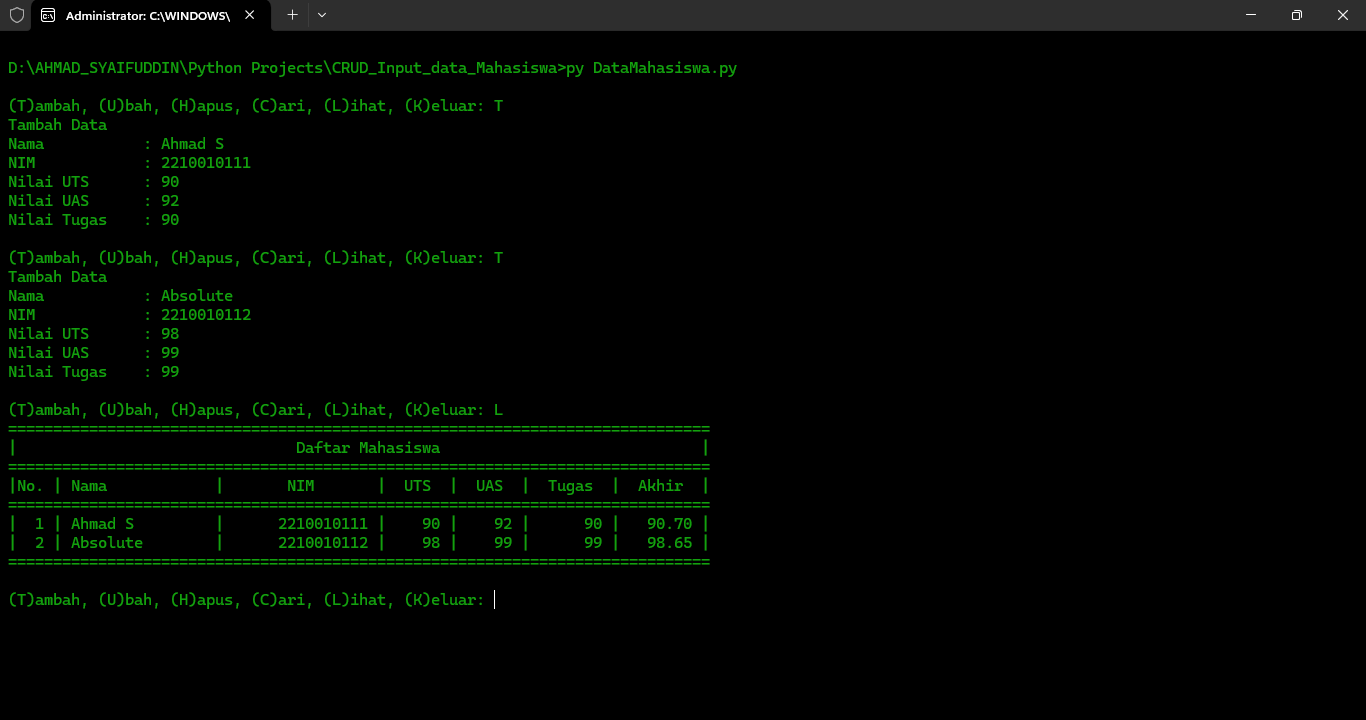 Administrator: C:\WINDOWS\
D:\AHMAD_SYAIFUDDIN\Python Projects\CRUD_Input_data_Mahasiswa>py DataMahasiswa.py
(T)ambah, (U)bah, (H)apus, (C)ari, (L)ihat, (K)eluar: T
Tambah Data
Nama           : Ahmad S
NIM            : 2210010111
Nilai UTS      : 90
Nilai UAS      : 92
Nilai Tugas    : 90
(T)ambah, (U)bah, (H)apus, (C)ari, (L)ihat, (K)eluar: T
Tambah Data
Nama           : Absolute
NIM            : 2210010112
Nilai UTS      : 98
Nilai UAS      : 99
Nilai Tugas    : 99
(T)ambah, (U)bah, (H)apus, (C)ari, (L)ihat, (K)eluar: L
==============================================================================
|                               Daftar Mahasiswa                             |
==============================================================================
|No. | Nama            |       NIM       |  UTS  |  UAS  |  Tugas  |  Akhir  |
==============================================================================
|  1 | Ahmad S         |      2210010111 |    90 |    92 |      90 |   90.70 |
|  2 | Absolute        |      2210010112 |    98 |    99 |      99 |   98.65 |
==============================================================================
(T)ambah, (U)bah, (H)apus, (C)ari, (L)ihat, (K)eluar: